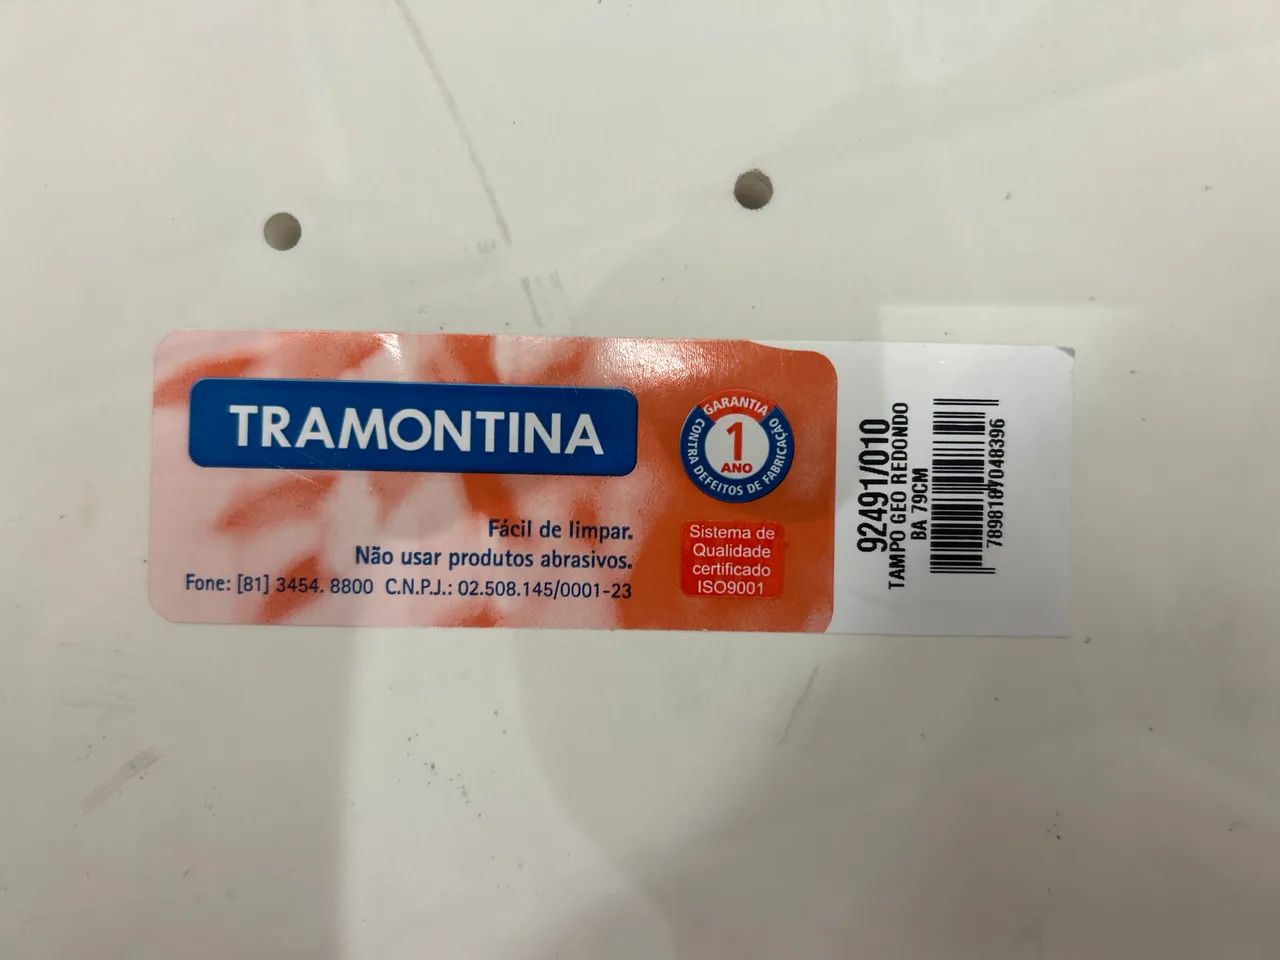 TRAMONTINA
GARANTIA
1
ANO
CONTRA DEFEITOS DE FABRICAÇÃO
Fácil de limpar.
Não usar produtos abrasivos.
Fone: [81] 3454. 8800 C.N.P.J.: 02.508.145/0001-23
Sistema de
Qualidade
certificado
ISO9001
92491/010
TAMPO GEO REDONDO
BA 79CM
7898187048396